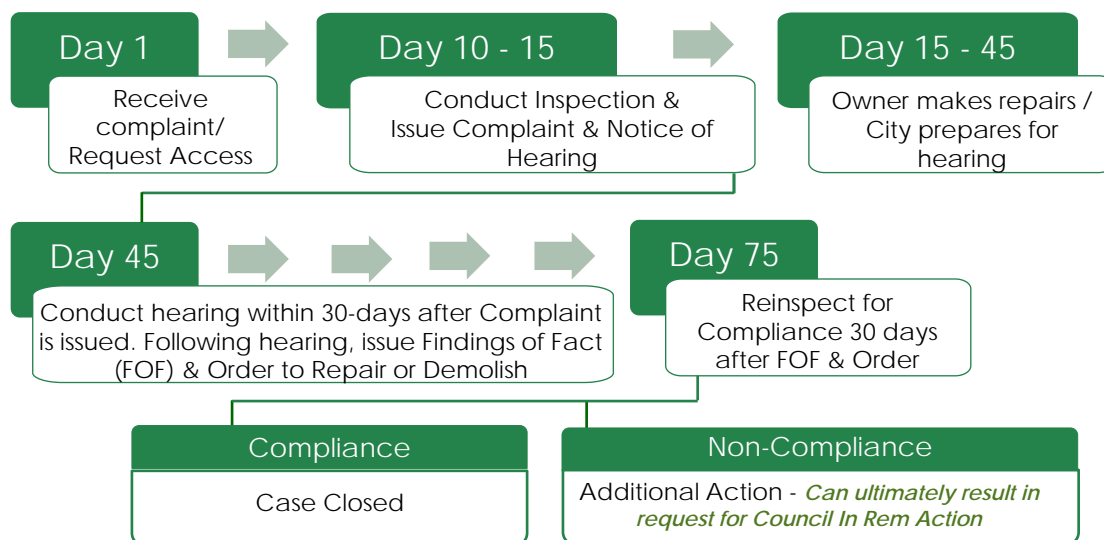 Day 1
Receive
complaint/
Request Access
Day 10 - 15
Conduct Inspection &
Issue Complaint & Notice of
Hearing
Day 15 - 45
Owner makes repairs /
City prepares for
hearing
Day 45
Conduct hearing within 30-days after Complaint
is issued. Following hearing, issue Findings of Fact
(FOF) & Order to Repair or Demolish
Day 75
Reinspect for
Compliance 30 days
after FOF & Order
Compliance
Case Closed
Non-Compliance
Additional Action - Can ultimately result in
request for Council In Rem Action